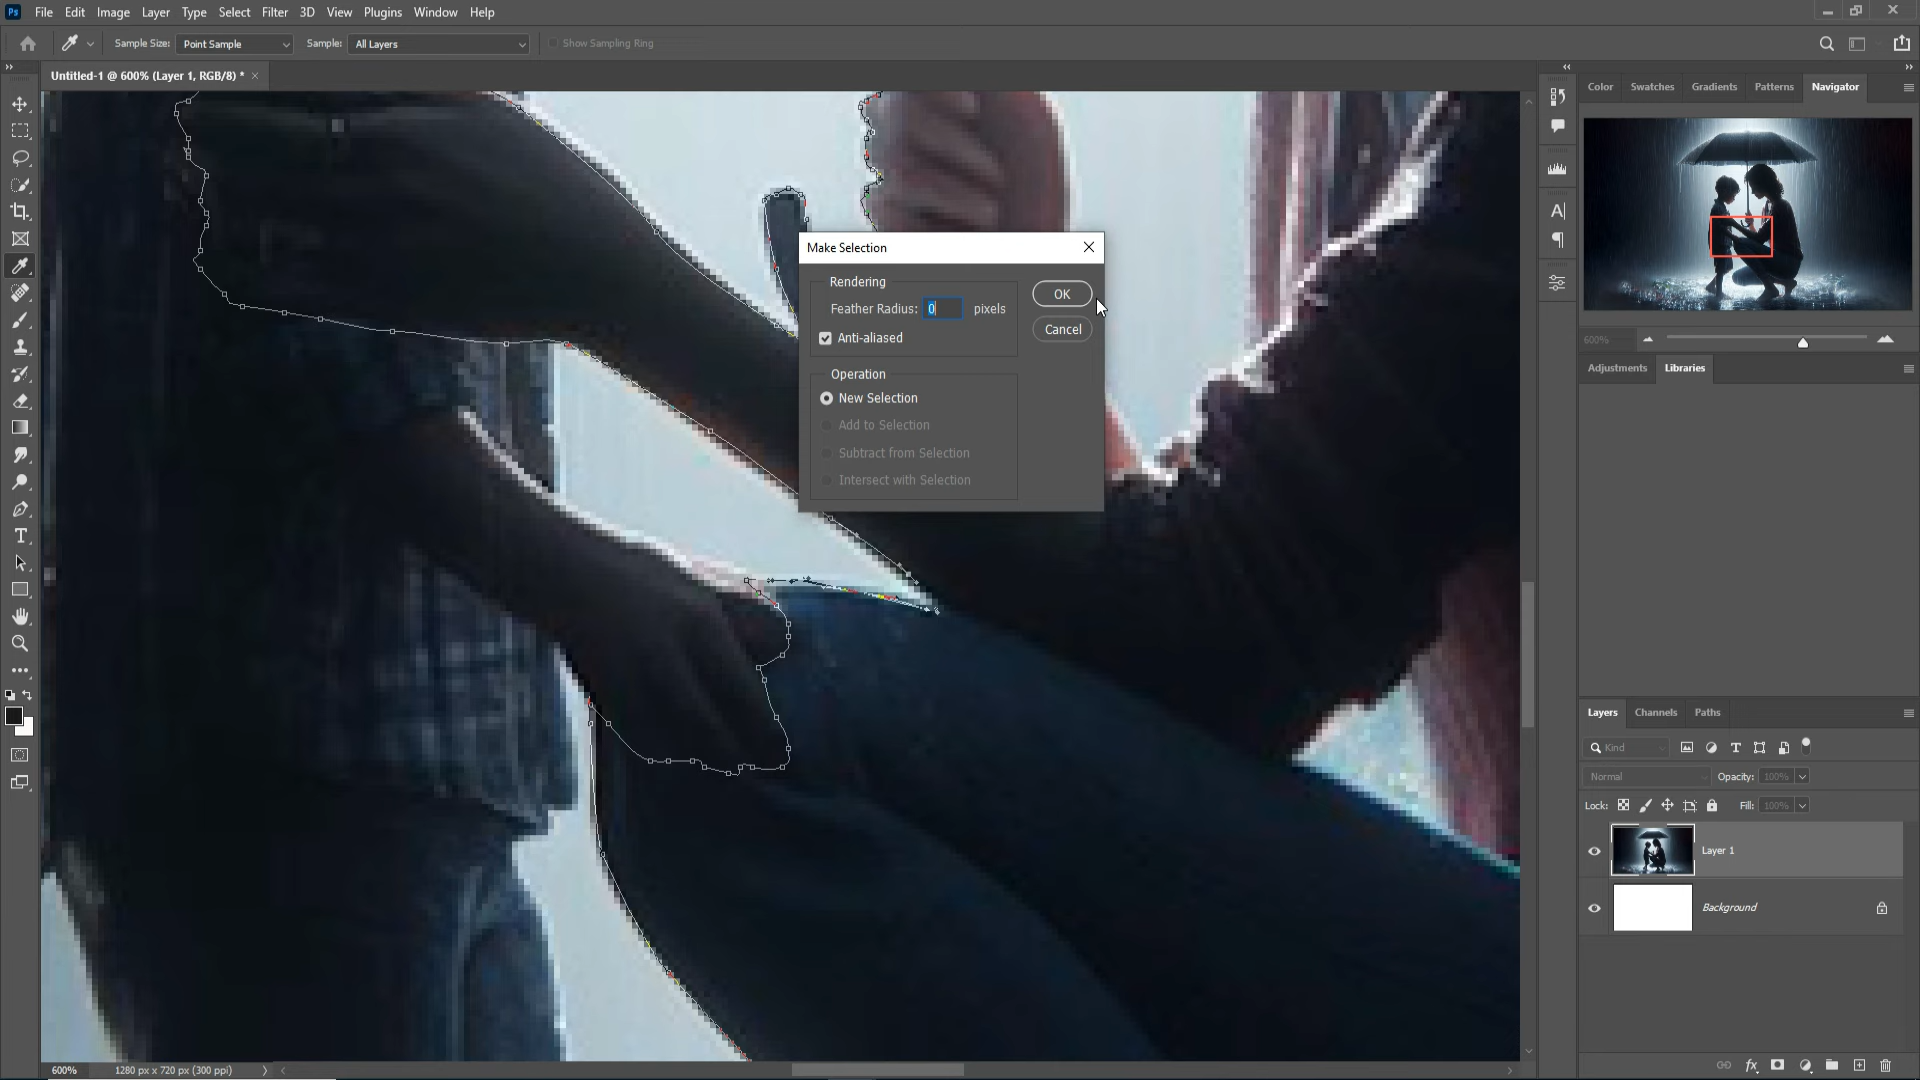 Ps File Edit Image Layer Type Select Filter 3D View Plugins Window Help
Sample Size: Point Sample Sample: All Layers Show Sampling Ring
Untitled-1 @ 600% (Layer 1, RGB/8) *
Color Swatches Gradients Patterns Navigator
600%
Adjustments Libraries
Make Selection
Rendering
Feather Radius: 0 pixels
Anti-aliased
OK
Cancel
Operation
New Selection
Add to Selection
Subtract from Selection
Intersect with Selection
Layers Channels Paths
Kind
Normal Opacity: 100%
Lock: Fill: 100%
Layer 1
Background
600% 1280 px x 720 px (300 ppi)